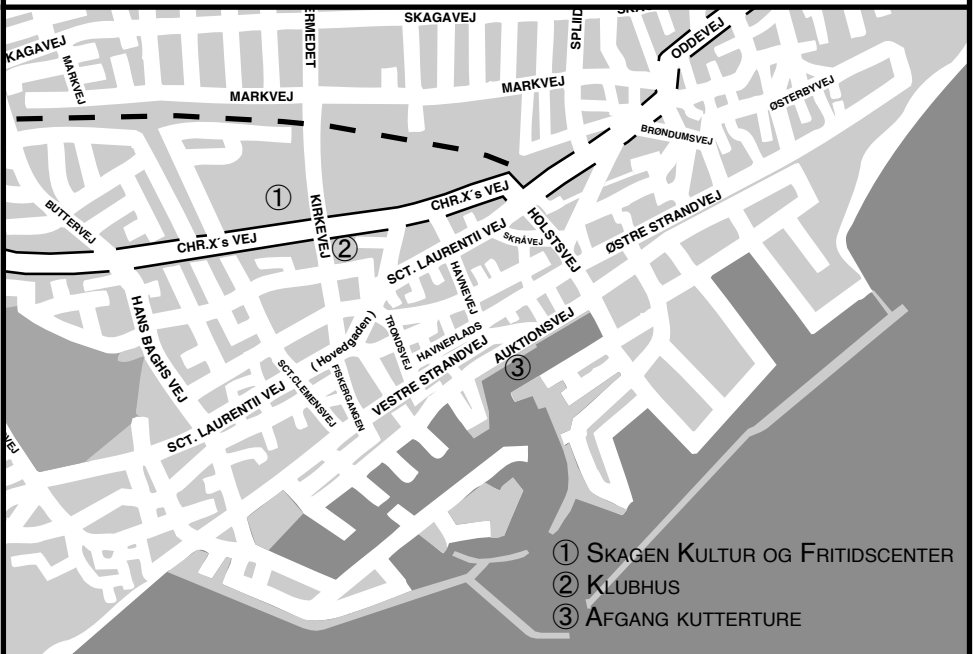 SKAGAVEJ
KAGAVEJ
MARKVEJ
ERMEDET
SPLIID
ODDEVEJ
MARKVEJ
MARKVEJ
ØSTERBYVEJ
BRØNDUMSVEJ
①
KIRKEVEJ
CHR.X´s VEJ
BUTTERVEJ
CHR.X´s VEJ
②
SCT. LAURENTII VEJ
SKRÅVEJ
HOLSTSVEJ
ØSTRE STRANDVEJ
HAVNEVEJ
HANS BAGHS VEJ
( Hovedgaden )
TRONDSVEJ
HAVNEPLADS
AUKTIONSVEJ
③
VESTRE STRANDVEJ
SCT.CLEMENSVEJ
FISKERGANGEN
SCT. LAURENTII VEJ
VEJ
① SKAGEN KULTUR OG FRITIDSCENTER
② KLUBHUS
③ AFGANG KUTTERTURE